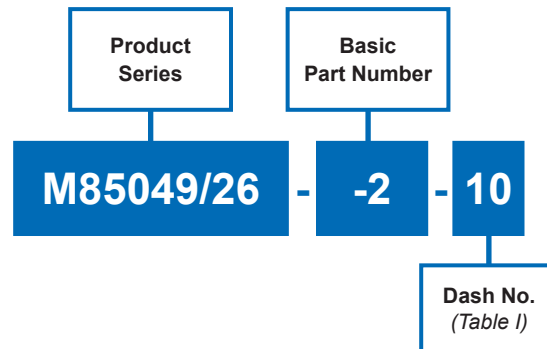 Product
Series
Basic
Part Number
M85049/26 - -2 - 10
Dash No.
(Table I)